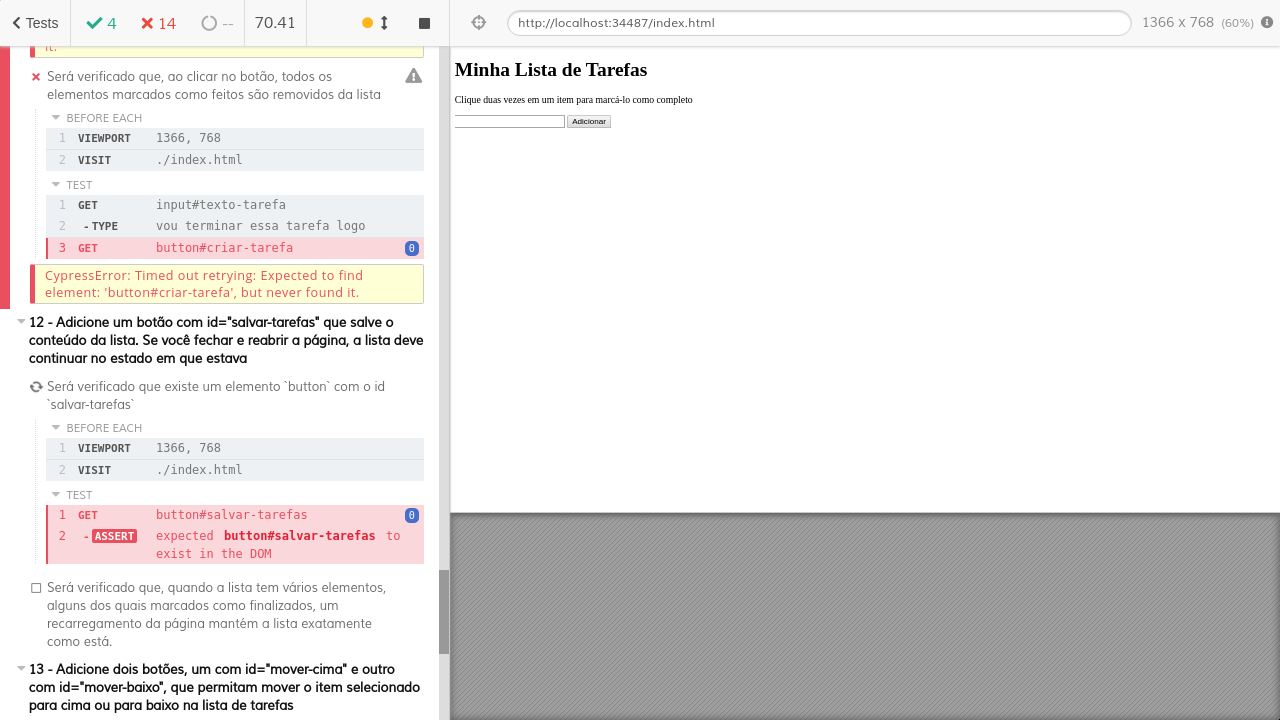 Tests 4 14 -- 70.41
http://localhost:34487/index.html 1366 x 768 (60%)
it.
Será verificado que, ao clicar no botão, todos os
elementos marcados como feitos são removidos da lista
BEFORE EACH
1 VIEWPORT 1366, 768
2 VISIT ./index.html
TEST
1 GET input#texto-tarefa
2 -TYPE vou terminar essa tarefa logo
3 GET button#criar-tarefa 0
CypressError: Timed out retrying: Expected to find
element: 'button#criar-tarefa', but never found it.
12 - Adicione um botão com id="salvar-tarefas" que salve o
conteúdo da lista. Se você fechar e reabrir a página, a lista deve
continuar no estado em que estava
Será verificado que existe um elemento `button` com o id
`salvar-tarefas`
BEFORE EACH
1 VIEWPORT 1366, 768
2 VISIT ./index.html
TEST
1 GET button#salvar-tarefas 0
2 -ASSERT expected button#salvar-tarefas to
exist in the DOM
Será verificado que, quando a lista tem vários elementos,
alguns dos quais marcados como finalizados, um
recarregamento da página mantém a lista exatamente
como está.
13 - Adicione dois botões, um com id="mover-cima" e outro
com id="mover-baixo", que permitam mover o item selecionado
para cima ou para baixo na lista de tarefas
Minha Lista de Tarefas
Clique duas vezes em um item para marcá-lo como completo
Adicionar